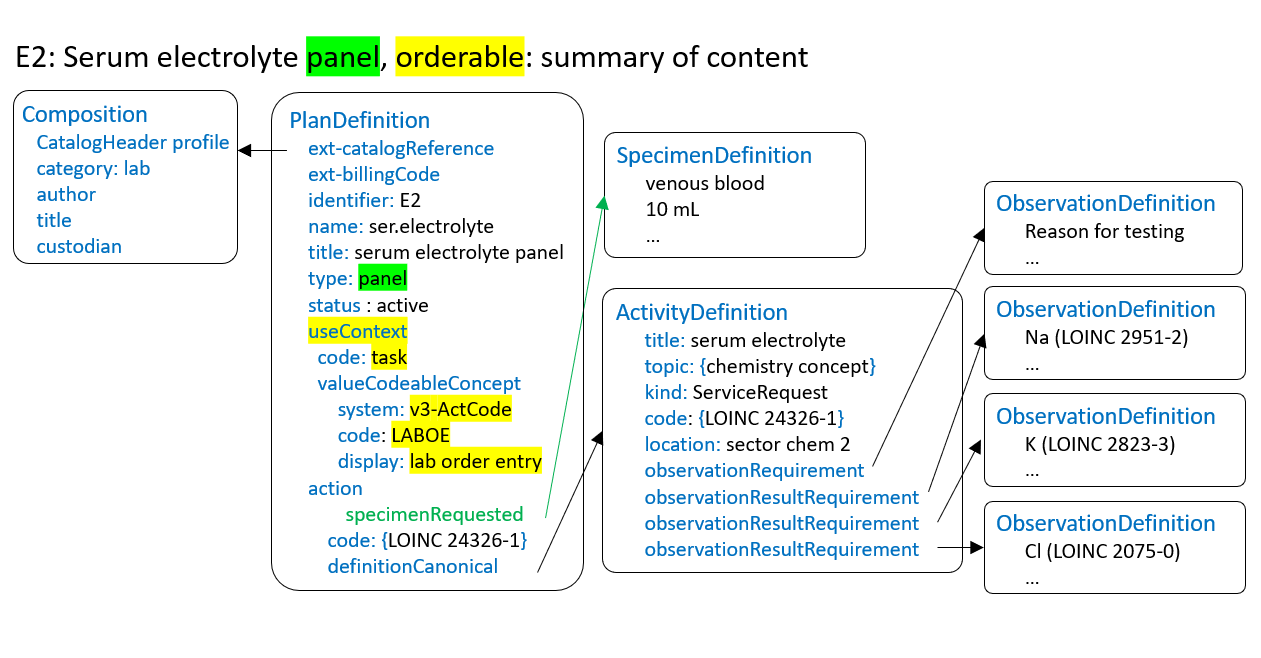 E2: Serum electrolyte panel, orderable: summary of content
Composition
CatalogHeader profile
category: lab
author
title
custodian
PlanDefinition
ext-catalogReference
ext-billingCode
identifier: E2
name: ser.electrolyte
title: serum electrolyte panel
type: panel
status : active
useContext
code: task
valueCodeableConcept
system: v3-ActCode
code: LABOE
display: lab order entry
action
specimenRequested
code: {LOINC 24326-1}
definitionCanonical
SpecimenDefinition
venous blood
10 mL
...
ActivityDefinition
title: serum electrolyte
topic: {chemistry concept}
kind: ServiceRequest
code: {LOINC 24326-1}
location: sector chem 2
observationRequirement
observationResultRequirement
observationResultRequirement
observationResultRequirement
ObservationDefinition
Reason for testing
...
ObservationDefinition
Na (LOINC 2951-2)
...
ObservationDefinition
K (LOINC 2823-3)
...
ObservationDefinition
Cl (LOINC 2075-0)
...